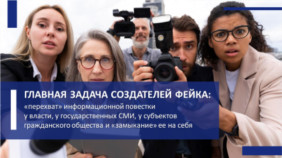 ГЛАВНАЯ ЗАДАЧА СОЗДАТЕЛЕЙ ФЕЙКА:
«перехват» информационной повестки
у власти, у государственных СМИ, у субъектов
гражданского общества и «замыкание» ее на себя